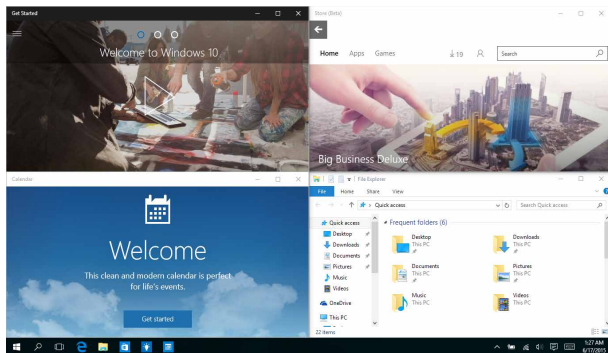 Get Started
Welcome to Windows 10
Store (Beta)
Home Apps Games 19 Search
Big Business Deluxe
Calendar
Welcome
This clean and modern calendar is perfect
for life's events.
Get started
File Explorer
File Home Share View
Quick access Search Quick access
Quick access
Desktop
Downloads
Documents
Pictures
Music
Videos
OneDrive
This PC
22 items
Frequent folders (6)
Desktop
This PC
Downloads
This PC
Documents
This PC
Pictures
This PC
Music
This PC
Videos
This PC
1:27 AM
6/17/2015